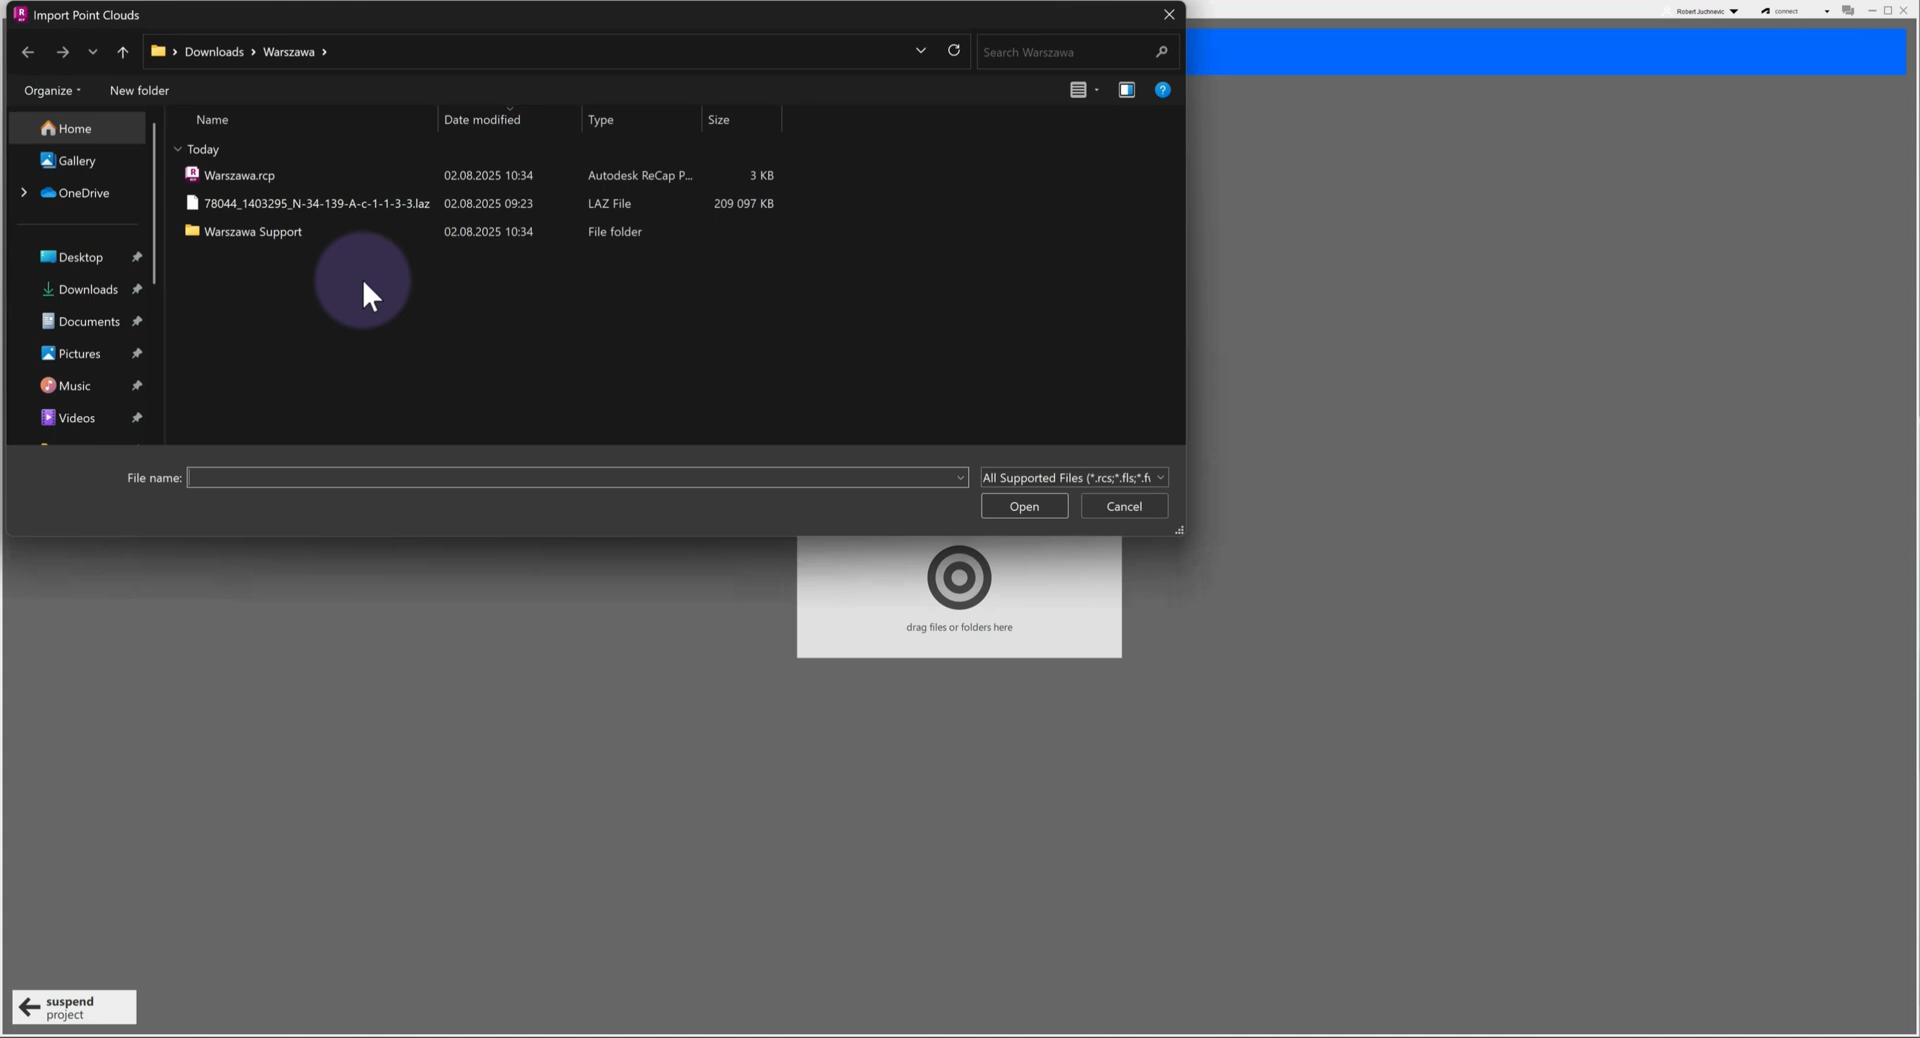 Import Point Clouds
Robert Juchnevic
connect
Downloads
Warszawa
Search Warszawa
Organize
New folder
Name
Date modified
Type
Size
Home
Gallery
OneDrive
Desktop
Downloads
Documents
Pictures
Music
Videos
Today
Warszawa.rcp 02.08.2025 10:34 Autodesk ReCap P... 3 KB
78044_1403295_N-34-139-A-c-1-1-3-3.laz 02.08.2025 09:23 LAZ File 209 097 KB
Warszawa Support 02.08.2025 10:34 File folder
File name:
All Supported Files (*.rcs;*.fls;*.f
Open
Cancel
drag files or folders here
suspend
project